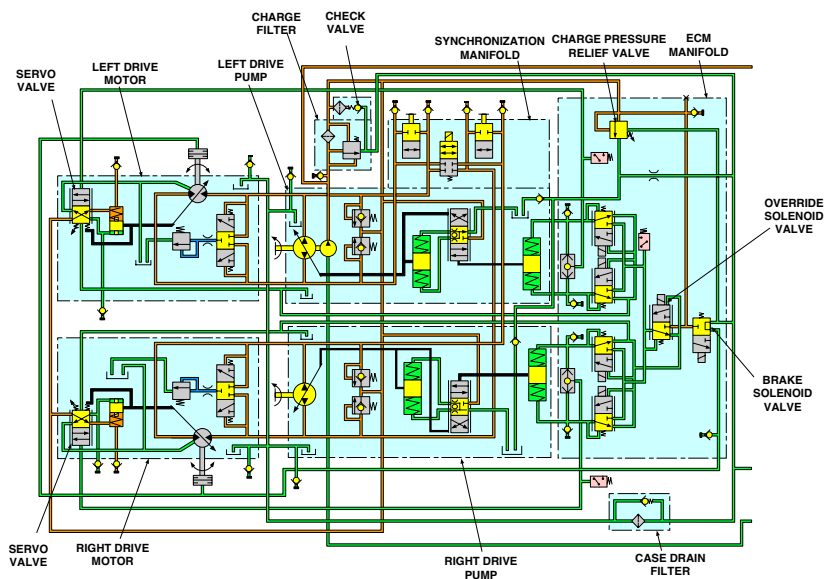 CHARGE
FILTER
CHECK
VALVE
SYNCHRONIZATION
MANIFOLD
CHARGE PRESSURE
RELIEF VALVE
ECM
MANIFOLD
SERVO
VALVE
LEFT DRIVE
MOTOR
LEFT DRIVE
PUMP
OVERRIDE
SOLENOID
VALVE
BRAKE
SOLENOID
VALVE
SERVO
VALVE
RIGHT DRIVE
MOTOR
RIGHT DRIVE
PUMP
CASE DRAIN
FILTER